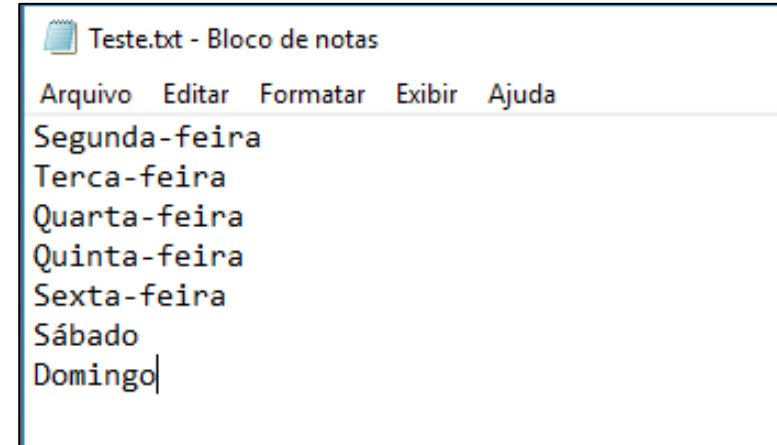 Teste.txt - Bloco de notas
Arquivo Editar Formatar Exibir Ajuda
Segunda-feira
Terca-feira
Quarta-feira
Quinta-feira
Sexta-feira
Sábado
Domingo